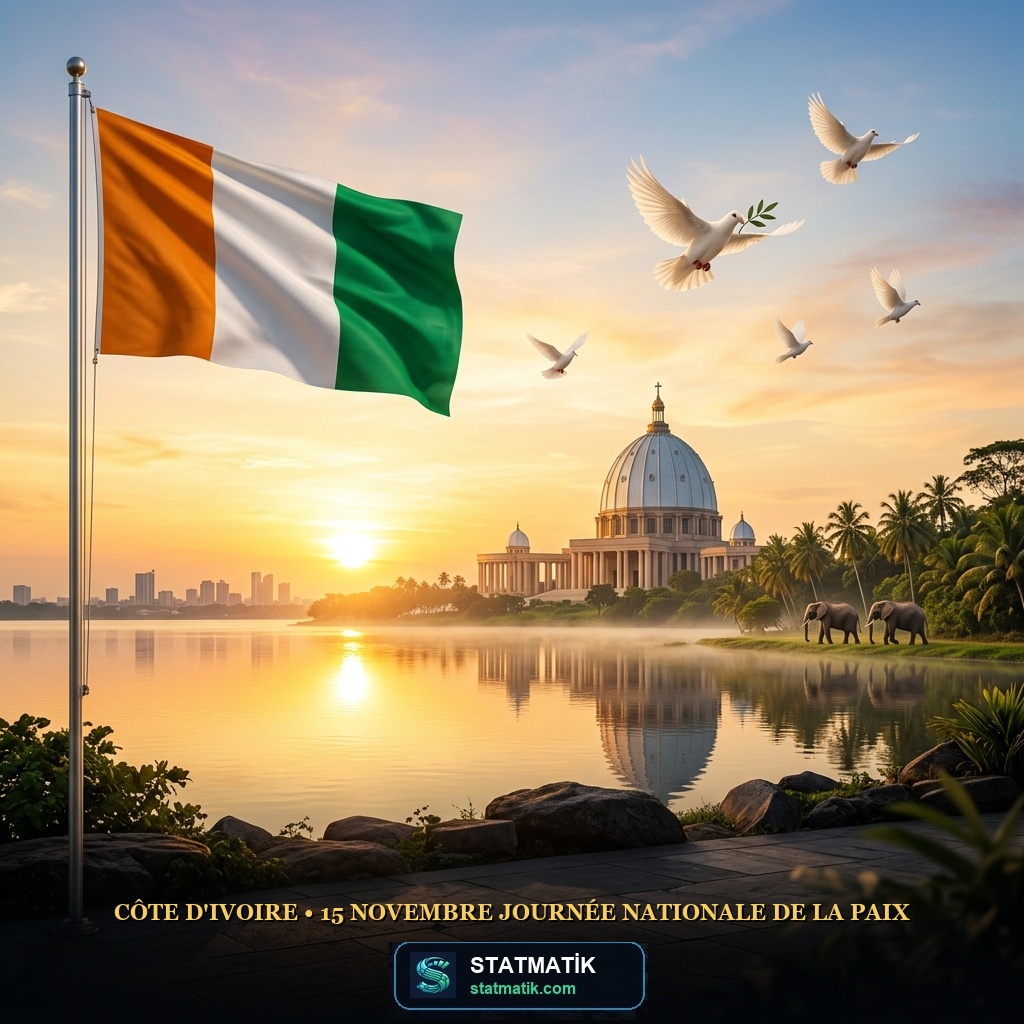 CÔTE D'IVOIRE • 15 NOVEMBRE JOURNÉE NATIONALE DE LA PAIX
STATMATİK
statmatik.com